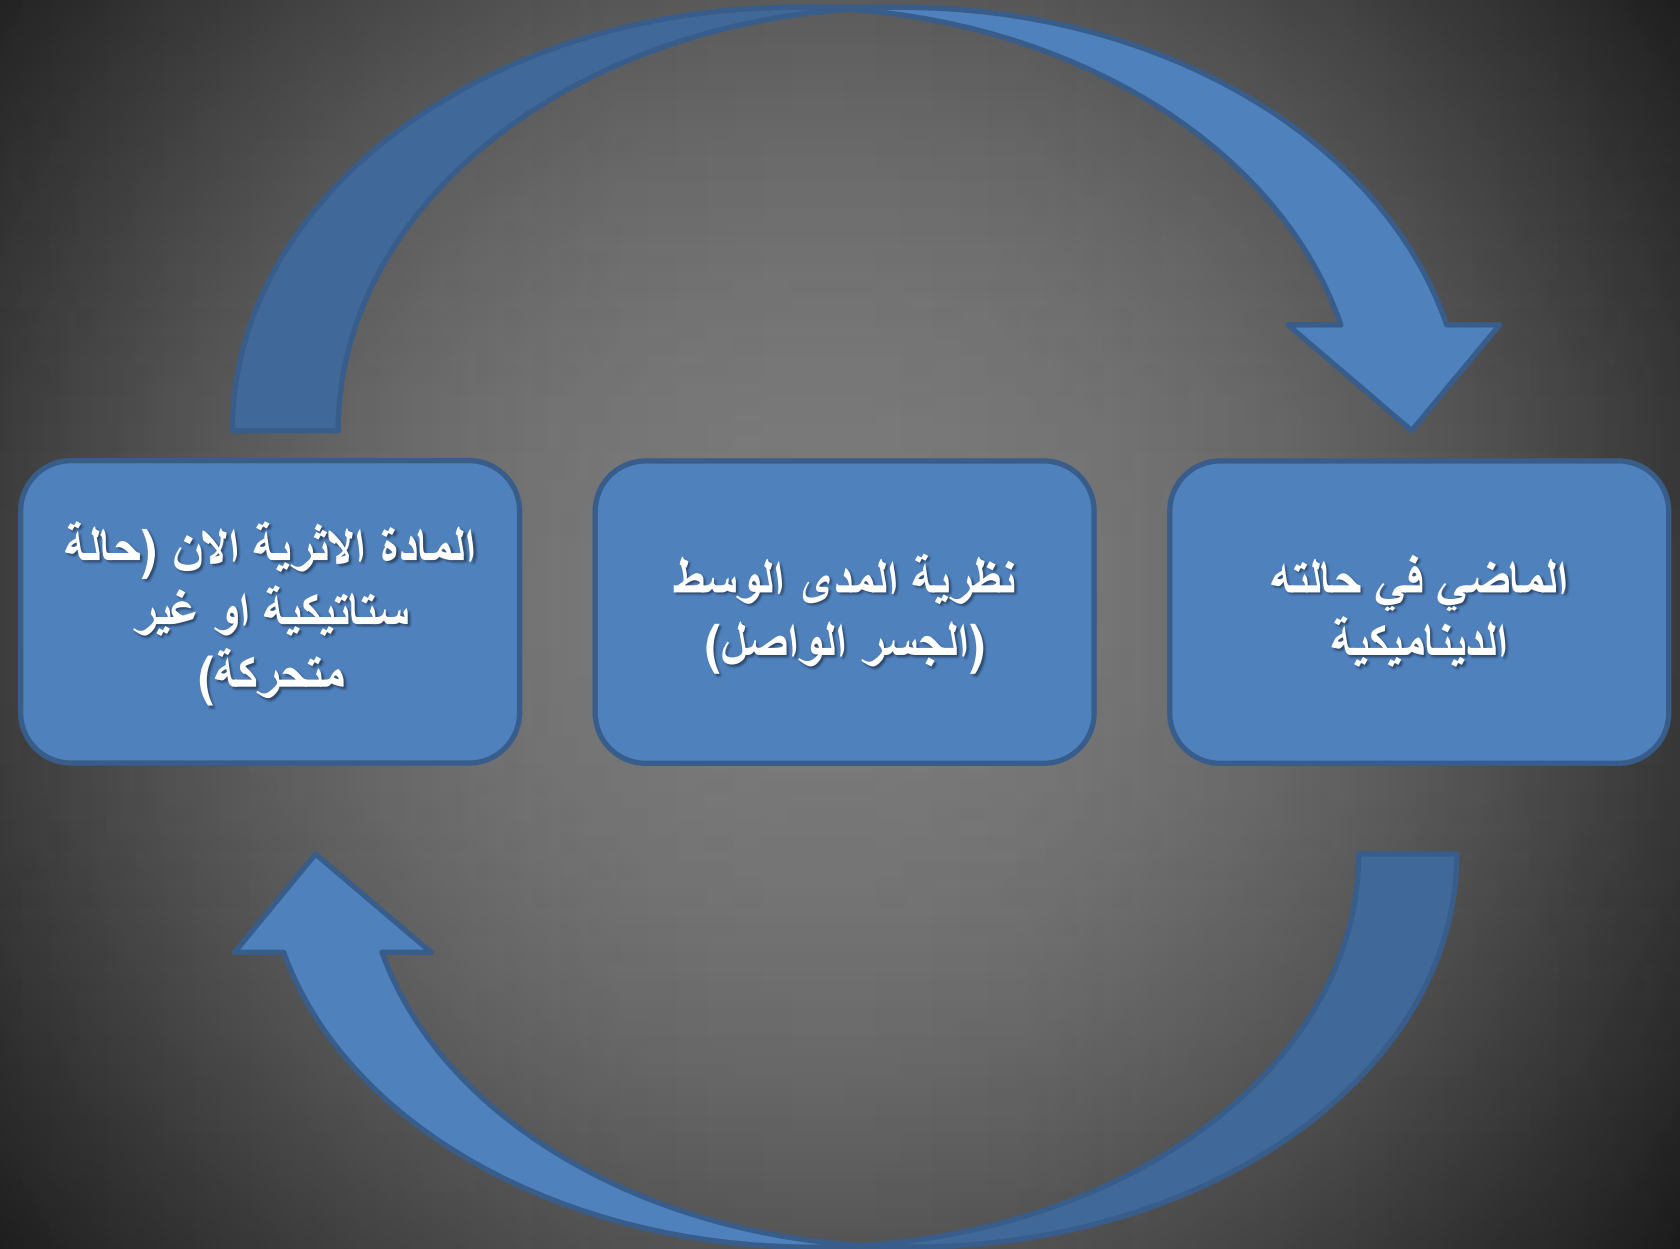 الماضي في حالته
الديناميكية
نظرية المدى الوسط
(الجسر الواصل)
المادة الاثرية الان (حالة
ستاتيكية او غير
متحركة)